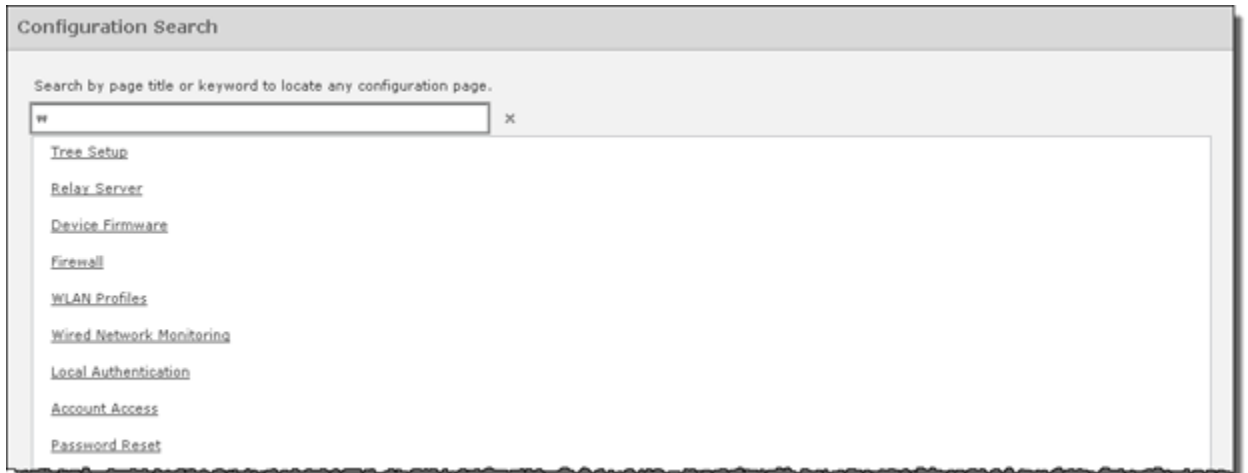 Configuration Search
Search by page title or keyword to locate any configuration page.
w
×
Tree Setup
Relay Server
Device Firmware
Firewall
WLAN Profiles
Wired Network Monitoring
Local Authentication
Account Access
Password Reset